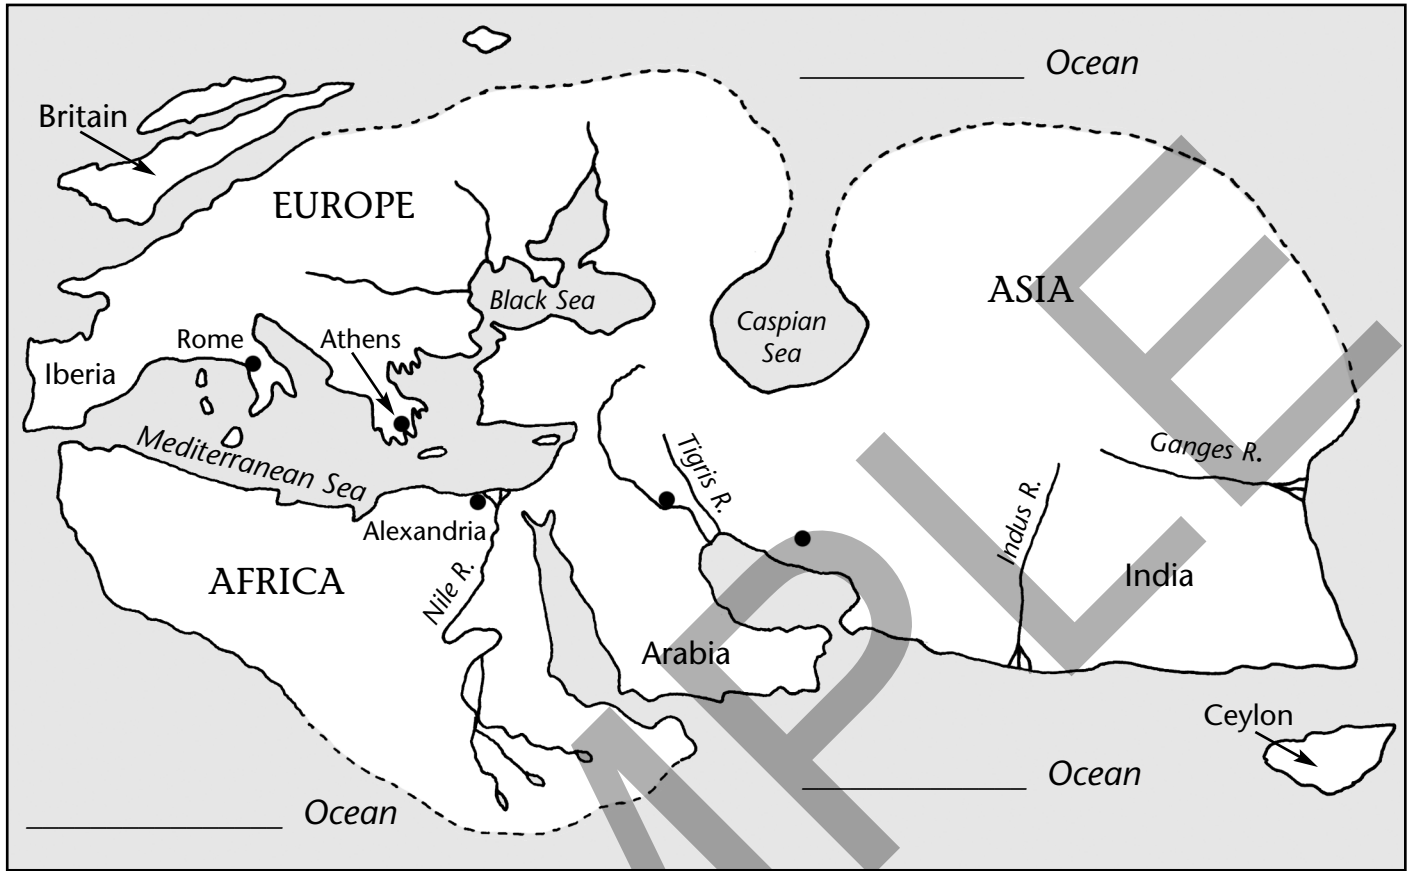 Ocean
Britain
EUROPE
ASIA
Black Sea
Caspian
Sea
Rome
Athens
Iberia
Mediterranean Sea
Tigris R.
Ganges R.
Indus R.
Alexandria
AFRICA
Nile R.
India
Arabia
Ceylon
Ocean
Ocean